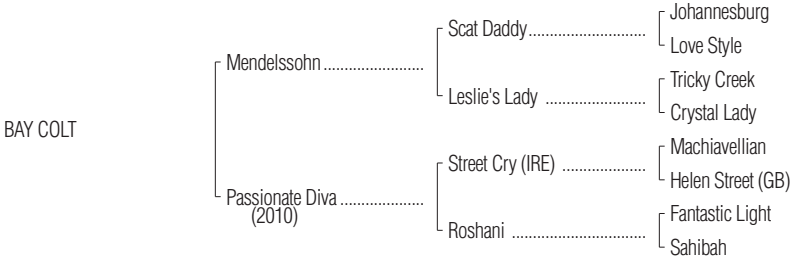 Johannesburg
Scat Daddy..............................
Love Style
Mendelssohn.........................
Tricky Creek
Leslie's Lady .........................
Crystal Lady
BAY COLT
Machiavellian
Street Cry (IRE) .....................
Helen Street (GB)
Passionate Diva.....................
(2010)
Fantastic Light
Roshani .................................
Sahibah